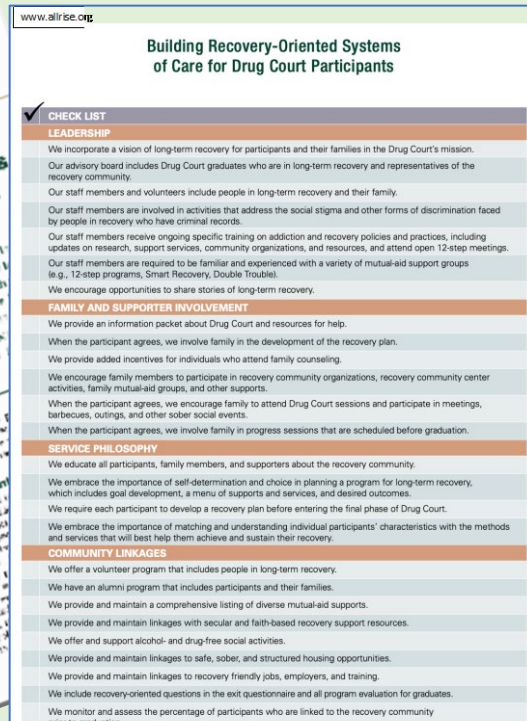 www.allrise.org
Building Recovery-Oriented Systems
of Care for Drug Court Participants
CHECK LIST
LEADERSHIP
We incorporate a vision of long-term recovery for participants and their families in the Drug Court's mission.
Our advisory board includes Drug Court graduates who are in long-term recovery and representatives of the
recovery community.
Our staff members and volunteers include people in long-term recovery and their family.
Our staff members are involved in activities that address the social stigma and other forms of discrimination faced
by people in recovery who have criminal records.
Our staff members receive ongoing specific training on addiction and recovery policies and practices, including
updates on research, support services, community organizations, and resources, and attend open 12-step meetings.
Our staff members are required to be familiar and experienced with a variety of mutual-aid support groups
(e.g., 12-step programs, Smart Recovery, Double Trouble).
We encourage opportunities to share stories of long-term recovery.
FAMILY AND SUPPORTER INVOLVEMENT
We provide an information packet about Drug Court and resources for help.
When the participant agrees, we involve family in the development of the recovery plan.
We provide added incentives for individuals who attend family counseling.
We encourage family members to participate in recovery community organizations, recovery community center
activities, family mutual-aid groups, and other supports.
When the participant agrees, we encourage family to attend Drug Court sessions and participate in meetings,
barbecues, outings, and other sober social events.
When the participant agrees, we involve family in progress sessions that are scheduled before graduation.
SERVICE PHILOSOPHY
We educate all participants, family members, and supporters about the recovery community.
We embrace the importance of self-determination and choice in planning a program for long-term recovery,
which includes goal development, a menu of supports and services, and desired outcomes.
We require each participant to develop a recovery plan before entering the final phase of Drug Court.
We embrace the importance of matching and understanding individual participants' characteristics with the methods
and services that will best help them achieve and sustain their recovery.
COMMUNITY LINKAGES
We offer a volunteer program that includes people in long-term recovery.
We have an alumni program that includes participants and their families.
We provide and maintain a comprehensive listing of diverse mutual-aid supports.
We provide and maintain linkages with secular and faith-based recovery support resources.
We offer and support alcohol- and drug-free social activities.
We provide and maintain linkages to safe, sober, and structured housing opportunities.
We provide and maintain linkages to recovery friendly jobs, employers, and training.
We include recovery-oriented questions in the exit questionnaire and all program evaluation for graduates.
We monitor and assess the percentage of participants who are linked to the recovery community